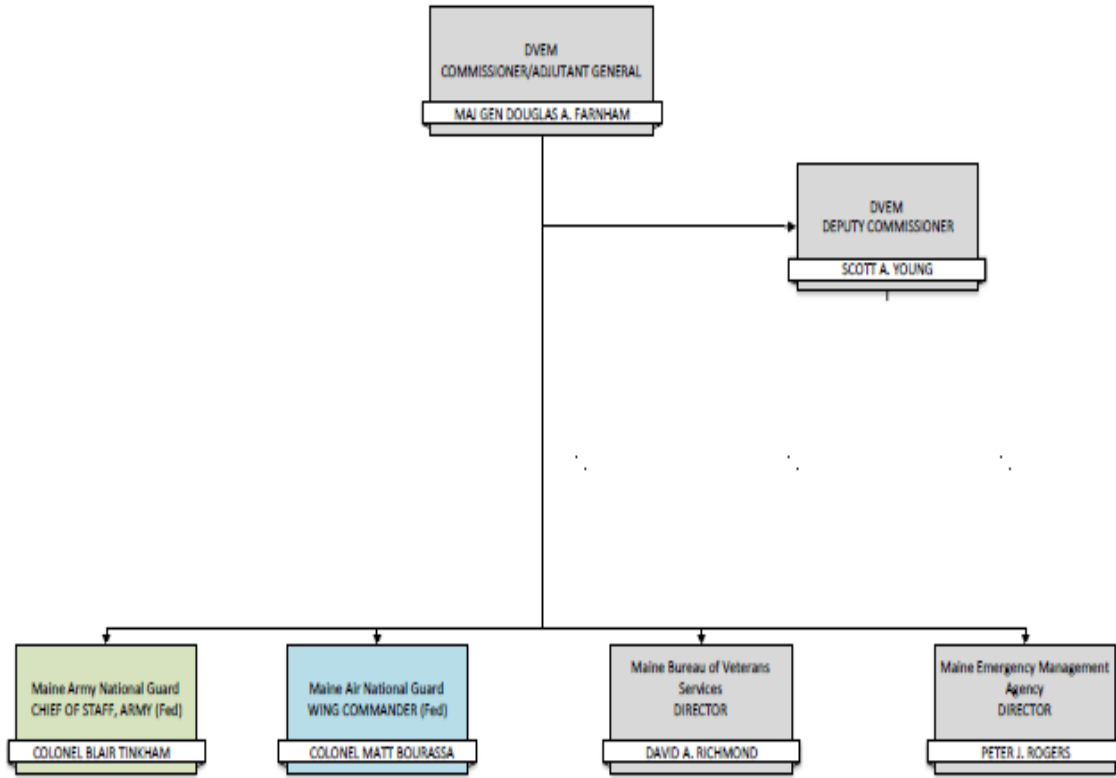 DVEM
COMMISSIONER/ADJUTANT GENERAL
MAJ GEN DOUGLAS A. FARNHAM
DVEM
DEPUTY COMMISSIONER
SCOTT A. YOUNG
Maine Army National Guard
CHIEF OF STAFF, ARMY (Fed)
COLONEL BLAIR TINKHAM
Maine Air National Guard
WING COMMANDER (Fed)
COLONEL MATT BOURASSA
Maine Bureau of Veterans
Services
DIRECTOR
DAVID A. RICHMOND
Maine Emergency Management
Agency
DIRECTOR
PETER J. ROGERS